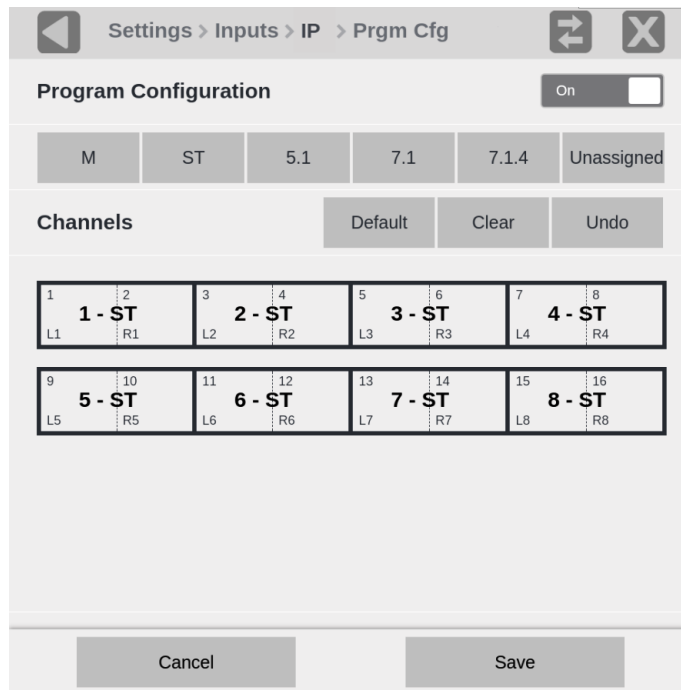 Settings > Inputs > IP > Prgm Cfg
Program Configuration On
M ST 5.1 7.1 7.1.4 Unassigned
Channels Default Clear Undo
1 2 3 4 5 6 7 8
1 - ST 2 - ST 3 - ST 4 - ST
L1 R1 L2 R2 L3 R3 L4 R4
9 10 11 12 13 14 15 16
5 - ST 6 - ST 7 - ST 8 - ST
L5 R5 L6 R6 L7 R7 L8 R8
Cancel Save